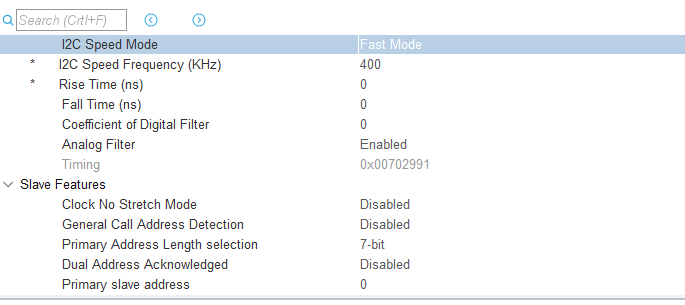 Search (Crtl+F)
I2C Speed Mode Fast Mode
* I2C Speed Frequency (KHz) 400
* Rise Time (ns) 0
Fall Time (ns) 0
Coefficient of Digital Filter 0
Analog Filter Enabled
Timing 0x00702991
Slave Features
Clock No Stretch Mode Disabled
General Call Address Detection Disabled
Primary Address Length selection 7-bit
Dual Address Acknowledged Disabled
Primary slave address 0